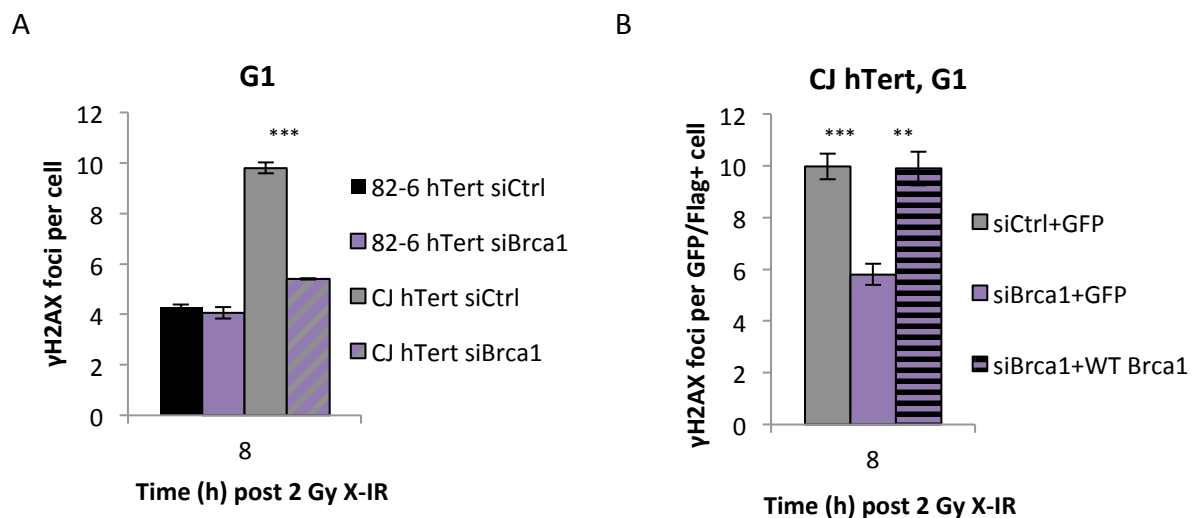 A
G1
γH2AX foci per cell
12
10
8
6
4
2
0
***
8
Time (h) post 2 Gy X-IR
82-6 hTert siCtrl
82-6 hTert siBrca1
CJ hTert siCtrl
CJ hTert siBrca1
B
CJ hTert, G1
γH2AX foci per GFP/Flag+ cell
12
10
8
6
4
2
0
*** **
8
Time (h) post 2 Gy X-IR
siCtrl+GFP
siBrca1+GFP
siBrca1+WT Brca1